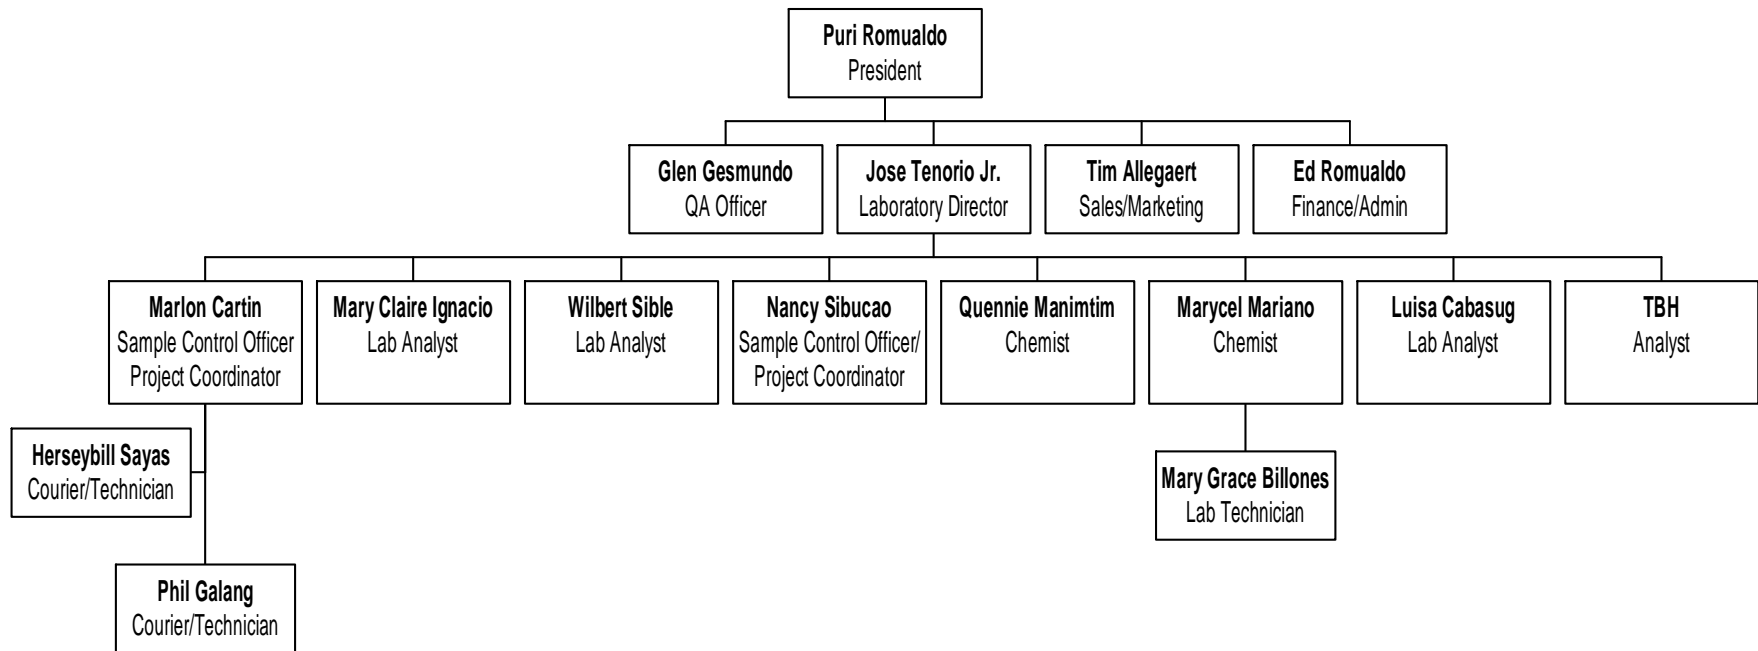 Puri Romualdo
President
Glen Gesmundo
QA Officer
Jose Tenorio Jr.
Laboratory Director
Tim Allegaert
Sales/Marketing
Ed Romualdo
Finance/Admin
Marlon Cartin
Sample Control Officer
Project Coordinator
Mary Claire Ignacio
Lab Analyst
Wilbert Sible
Lab Analyst
Nancy Sibucao
Sample Control Officer/
Project Coordinator
Quennie Manimtim
Chemist
Marycel Mariano
Chemist
Luisa Cabasug
Lab Analyst
TBH
Analyst
Herseybill Sayas
Courier/Technician
Mary Grace Billones
Lab Technician
Phil Galang
Courier/Technician